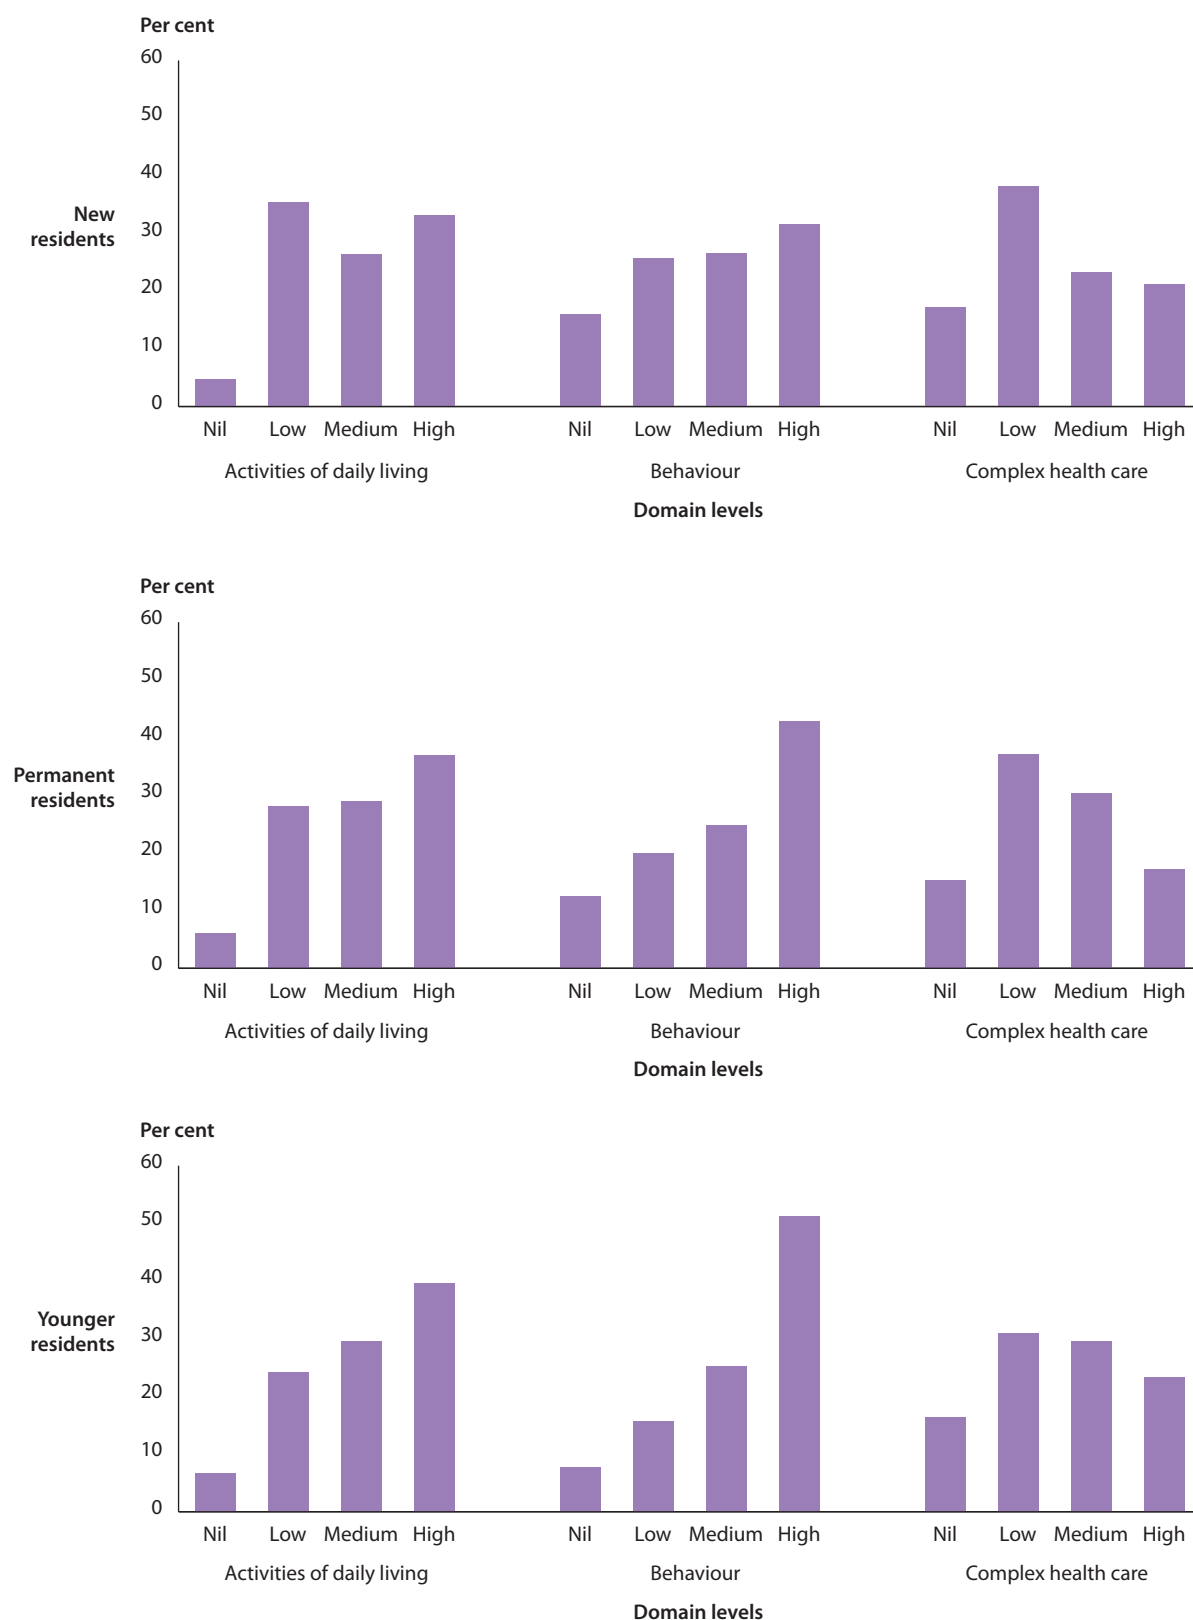 Per cent
60
50
40
30
20
10
0
New
residents
Nil Low Medium High Nil Low Medium High Nil Low Medium High
Activities of daily living Behaviour Complex health care
Domain levels
Per cent
60
50
40
30
20
10
0
Permanent
residents
Nil Low Medium High Nil Low Medium High Nil Low Medium High
Activities of daily living Behaviour Complex health care
Domain levels
Per cent
60
50
40
30
20
10
0
Younger
residents
Nil Low Medium High Nil Low Medium High Nil Low Medium High
Activities of daily living Behaviour Complex health care
Domain levels